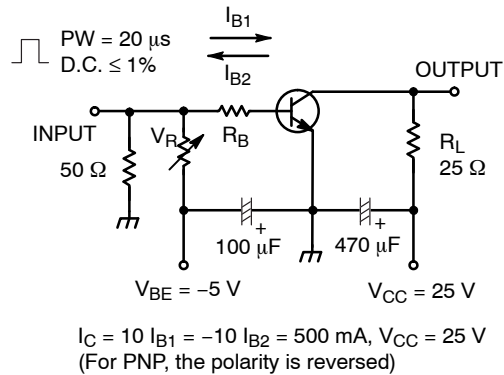 PW = 20 μs
D.C. ≤ 1%
I_B1
I_B2
OUTPUT
INPUT
50 Ω
V_R
R_B
R_L
25 Ω
+
100 μF
+
470 μF
V_BE = −5 V
V_CC = 25 V
I_C = 10 I_B1 = −10 I_B2 = 500 mA, V_CC = 25 V
(For PNP, the polarity is reversed)